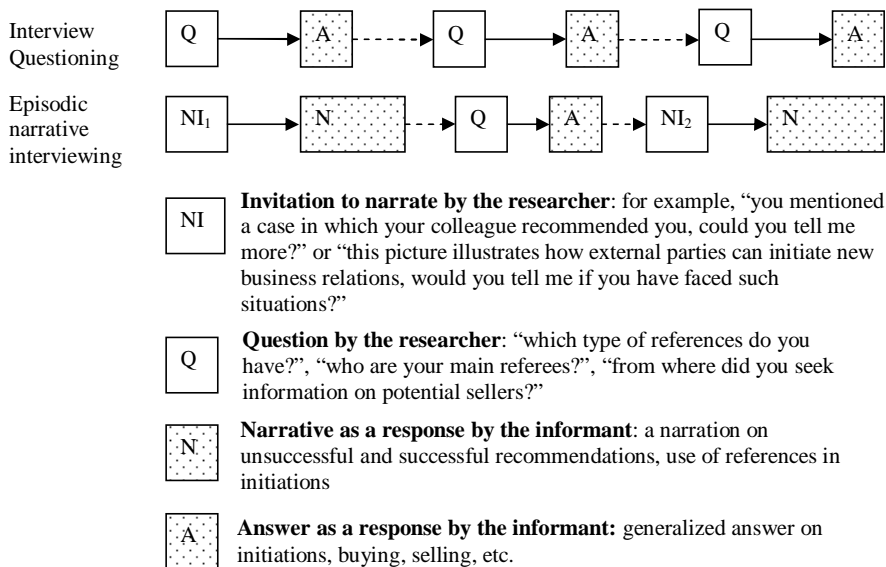 Interview
Questioning
Q A Q A Q A
Episodic
narrative
interviewing
NI₁ N Q A NI₂ N
NI
Invitation to narrate by the researcher: for example, “you mentioned
a case in which your colleague recommended you, could you tell me
more?” or “this picture illustrates how external parties can initiate new
business relations, would you tell me if you have faced such
situations?”
Q
Question by the researcher: “which type of references do you
have?”, “who are your main referees?”, “from where did you seek
information on potential sellers?”
N
Narrative as a response by the informant: a narration on
unsuccessful and successful recommendations, use of references in
initiations
A
Answer as a response by the informant: generalized answer on
initiations, buying, selling, etc.